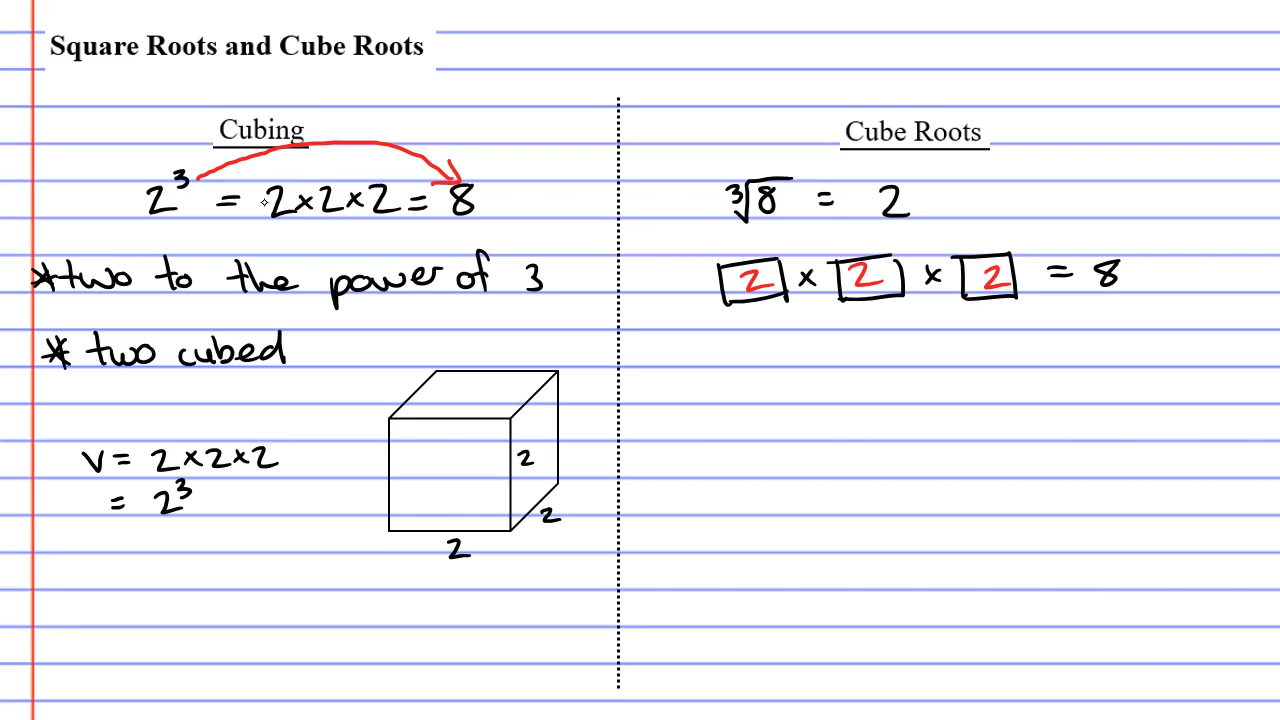 Square Roots and Cube Roots
Cubing
2³ = 2×2×2 = 8
*two to the power of 3
* two cubed
V = 2×2×2
= 2³
2
2
2
Cube Roots
³√8 = 2
2 × 2 × 2 = 8